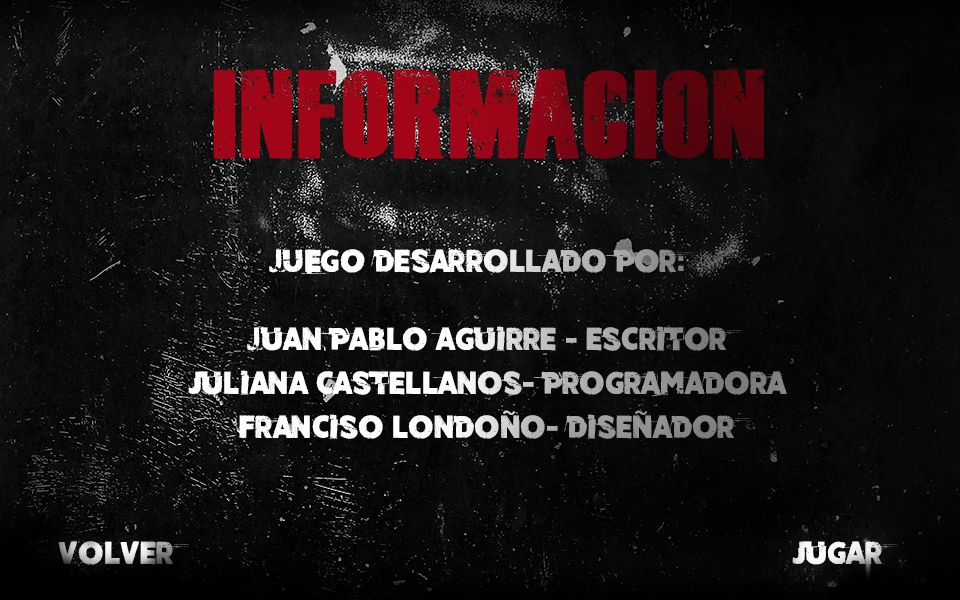 INFORMACION
JUEGO DESARROLLADO POR:
JUAN PABLO AGUIRRE - ESCRITOR
JULIANA CASTELLANOS- PROGRAMADORA
FRANCISO LONDOÑO- DISEÑADOR
VOLVER
JUGAR